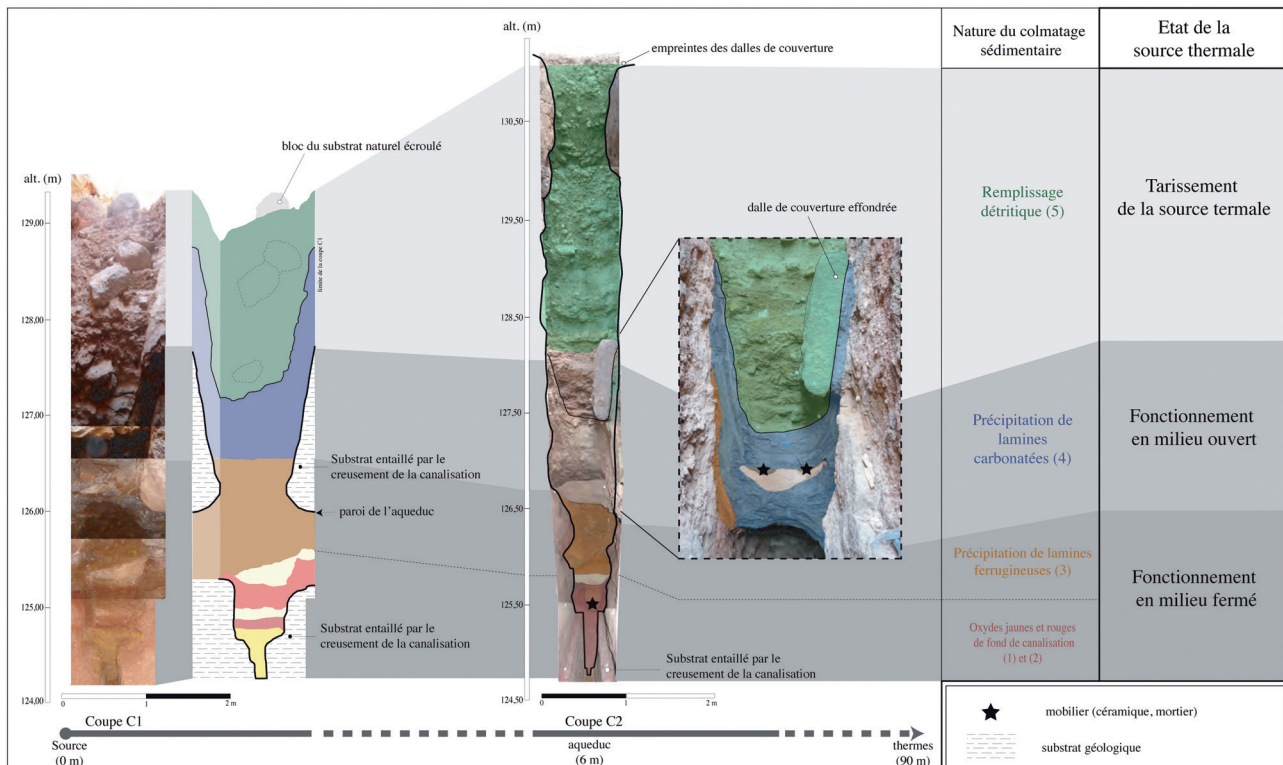 Nature du colmatage
sédimentaire
Etat de la
source thermale
alt. (m)
empreintes des dalles de couverture
130,50
129,50
128,50
127,50
126,50
125,50
124,50
bloc du substrat naturel écroulé
alt. (m)
129,00
128,00
127,00
126,00
125,00
124,00
limite de la coupe C1
dalle de couverture effondrée
Remplissage
détritique (5)
Tarissement
de la source termale
Substrat entaillé par le
creusement de la canalisation
paroi de l'aqueduc
Substrat entaillé par le
creusement de la canalisation
Précipitation de
lamines
carbonatées (4)
Fonctionnement
en milieu ouvert
Précipitation de lamines
ferrugineuses (3)
Fonctionnement
en milieu fermé
Oxydes jaunes et rouges
de fond de canalisation
(1) et (2)
Substrat entaillé par le
creusement de la canalisation
0 1 2 m
0 1 2 m
Coupe C1
Coupe C2
Source
(0 m)
aqueduc
(6 m)
thermes
(90 m)
mobilier (céramique, mortier)
substrat géologique